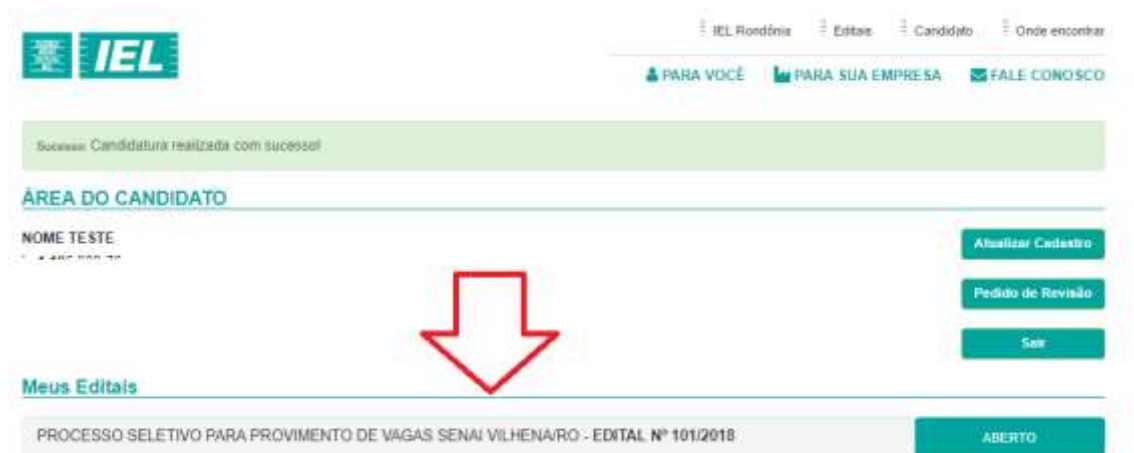 IEL
IEL Rondônia Editais Candidato Onde encontrar
PARA VOCÊ PARA SUA EMPRESA FALE CONOSCO
Sucesso: Candidatura realizada com sucesso!
ÁREA DO CANDIDATO
NOME TESTE
Atualizar Cadastro
Pedido de Revisão
Sair
Meus Editais
PROCESSO SELETIVO PARA PROVIMENTO DE VAGAS SENAI VILHENA/RO - EDITAL Nº 101/2018
ABERTO